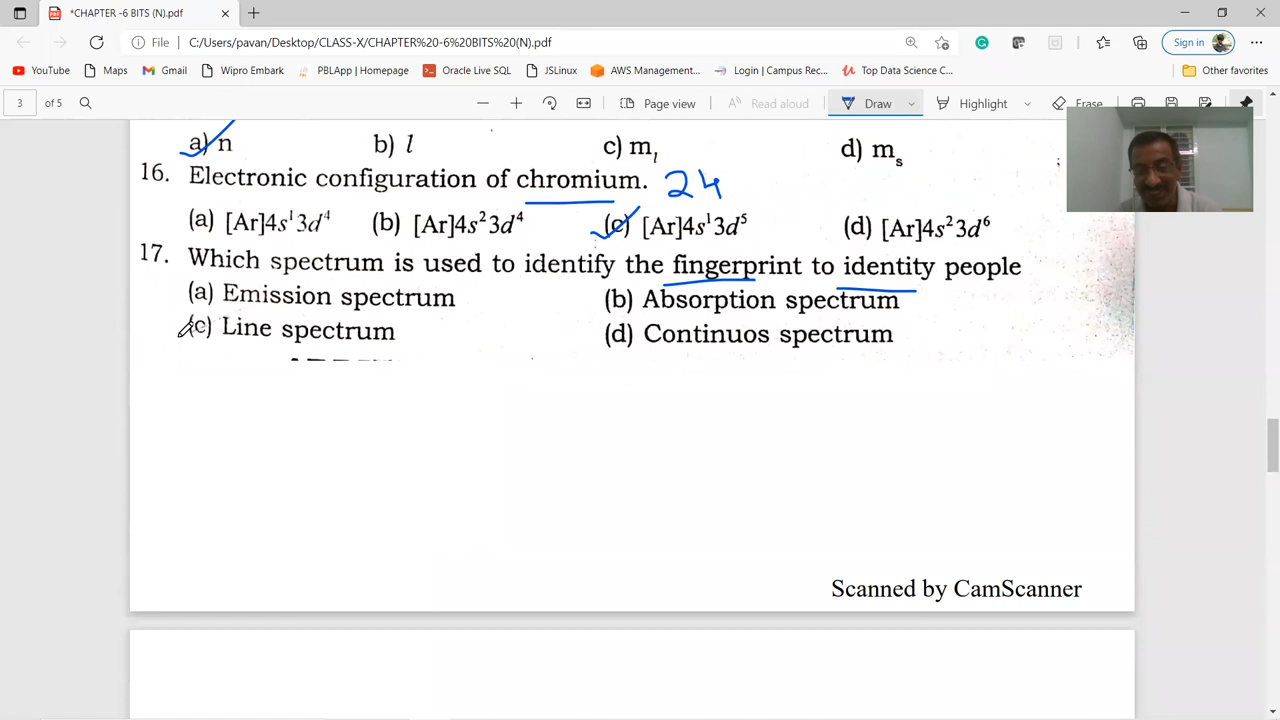 *CHAPTER -6 BITS (N).pdf
File
C:/Users/pavan/Desktop/CLASS-X/CHAPTER%20-6%20BITS%20(N).pdf
Sign in
YouTube Maps Gmail Wipro Embark PBLApp | Homepage Oracle Live SQL JSLinux AWS Management... Login | Campus Rec... Top Data Science C... Other favorites
3 of 5 Page view Read aloud Draw Highlight Erase
a) n b) l c) m_l d) m_s
16. Electronic configuration of chromium. 24
(a) [Ar]4s¹3d⁴ (b) [Ar]4s²3d⁴ (c) [Ar]4s¹3d⁵ (d) [Ar]4s²3d⁶
17. Which spectrum is used to identify the fingerprint to identity people
(a) Emission spectrum (b) Absorption spectrum
(c) Line spectrum (d) Continuos spectrum
Scanned by CamScanner